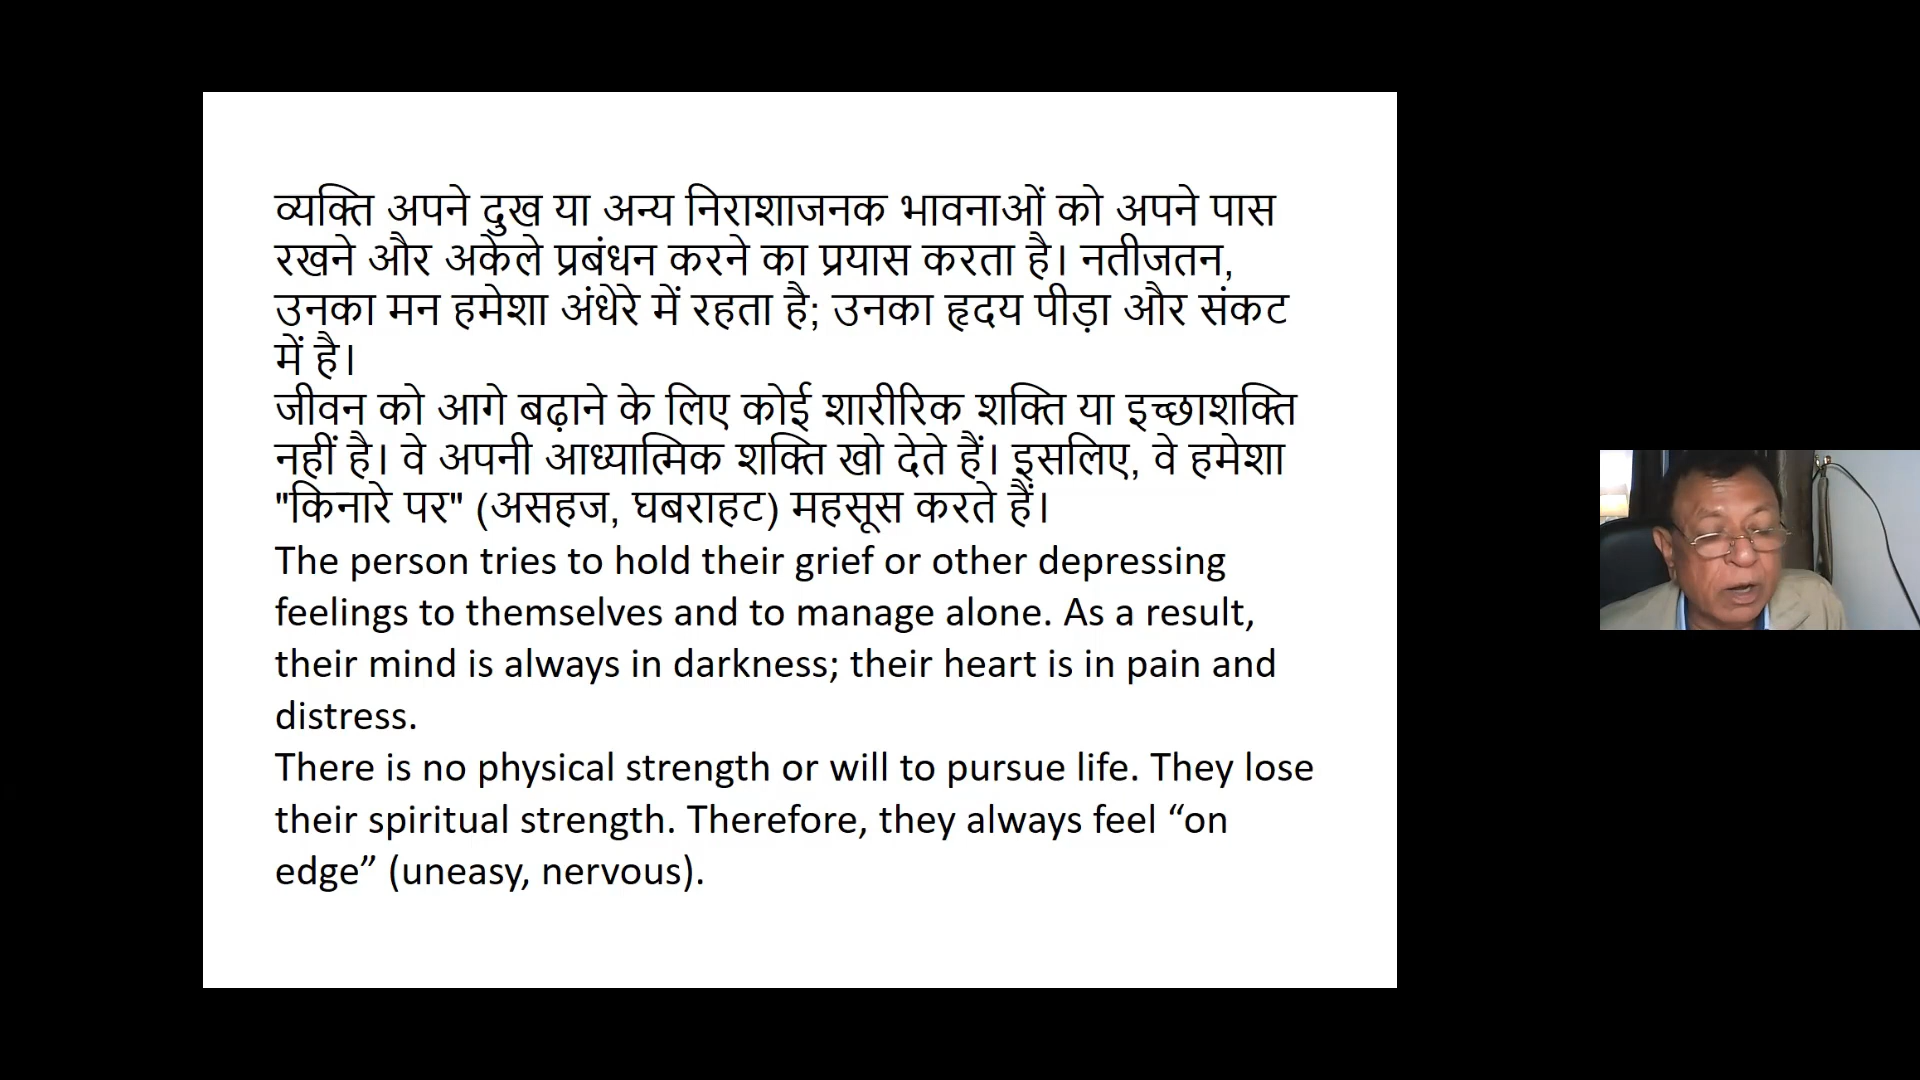 व्यक्ति अपने दुख या अन्य निराशाजनक भावनाओं को अपने पास
रखने और अकेले प्रबंधन करने का प्रयास करता है। नतीजतन,
उनका मन हमेशा अंधेरे में रहता है; उनका हृदय पीड़ा और संकट
में है।
जीवन को आगे बढ़ाने के लिए कोई शारीरिक शक्ति या इच्छाशक्ति
नहीं है। वे अपनी आध्यात्मिक शक्ति खो देते हैं। इसलिए, वे हमेशा
"किनारे पर" (असहज, घबराहट) महसूस करते हैं।
The person tries to hold their grief or other depressing
feelings to themselves and to manage alone. As a result,
their mind is always in darkness; their heart is in pain and
distress.
There is no physical strength or will to pursue life. They lose
their spiritual strength. Therefore, they always feel “on
edge” (uneasy, nervous).